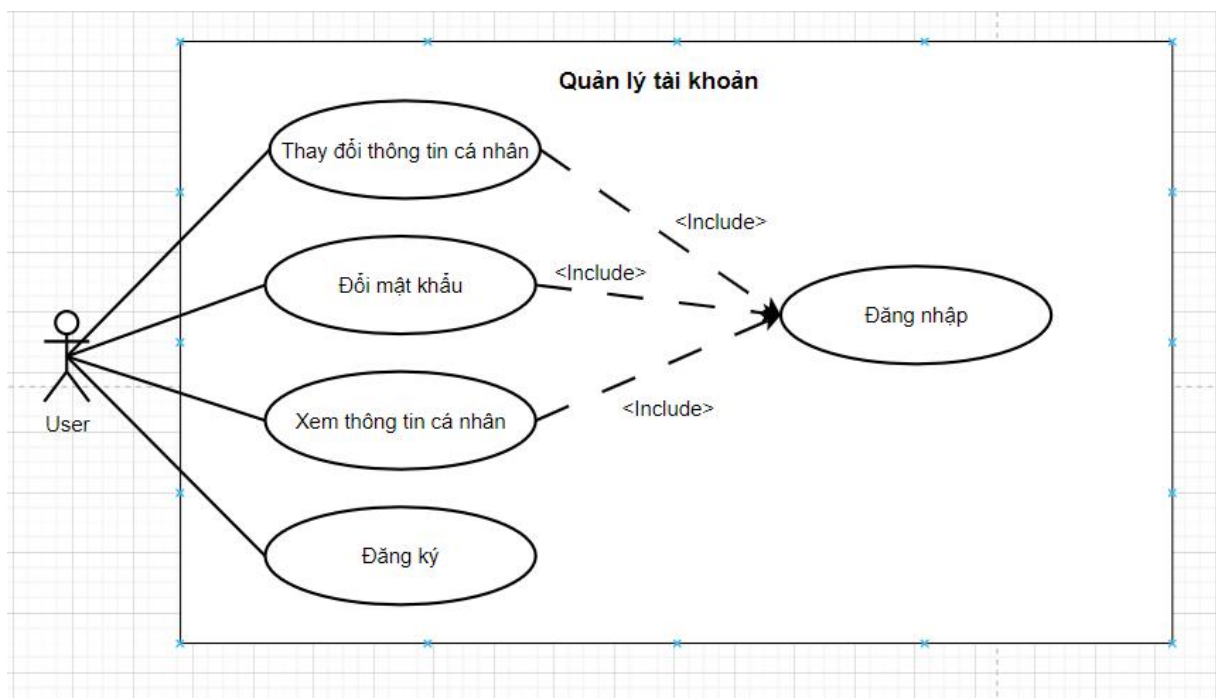 Quản lý tài khoản
Thay đổi thông tin cá nhân
<Include>
<Include>
Đổi mật khẩu
Đăng nhập
<Include>
Xem thông tin cá nhân
User
Đăng ký